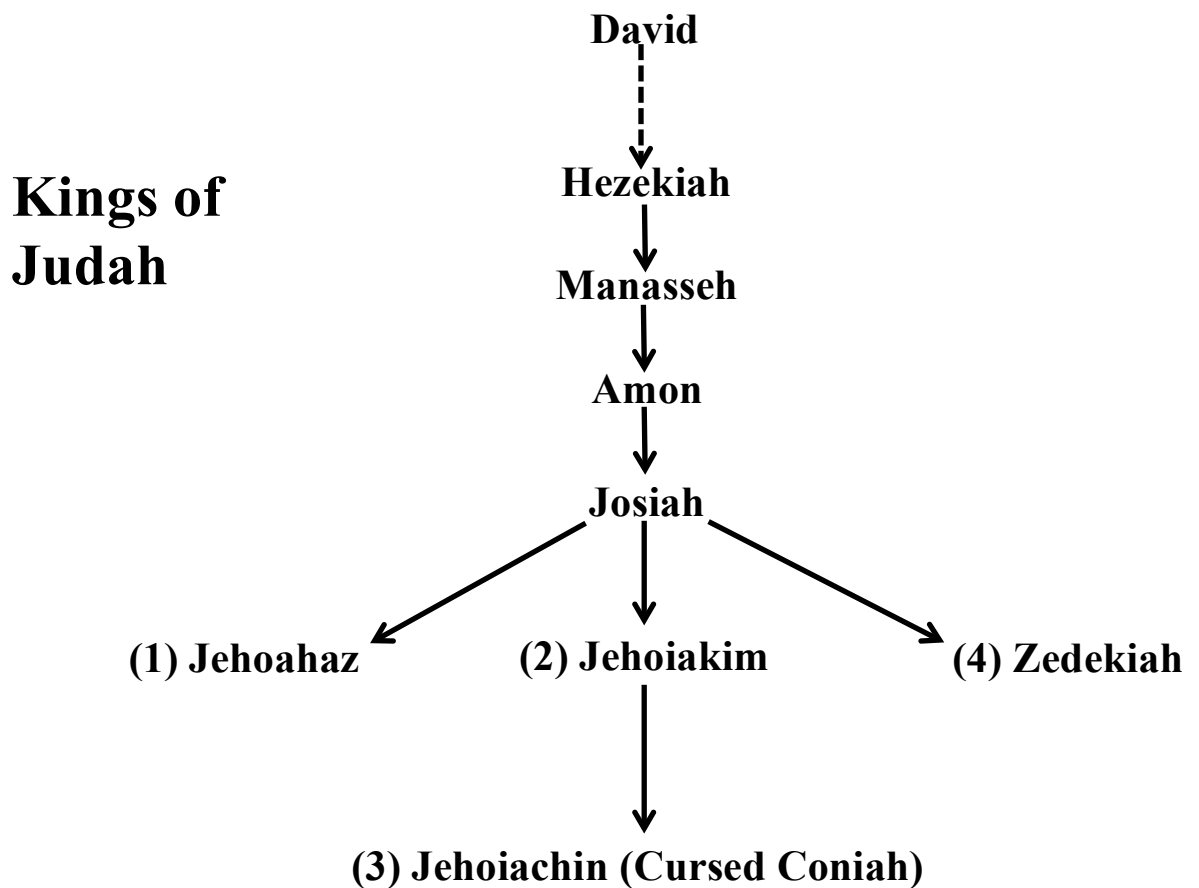 David
Kings of
Judah
Hezekiah
Manasseh
Amon
Josiah
(1) Jehoahaz
(2) Jehoiakim
(4) Zedekiah
(3) Jehoiachin (Cursed Coniah)